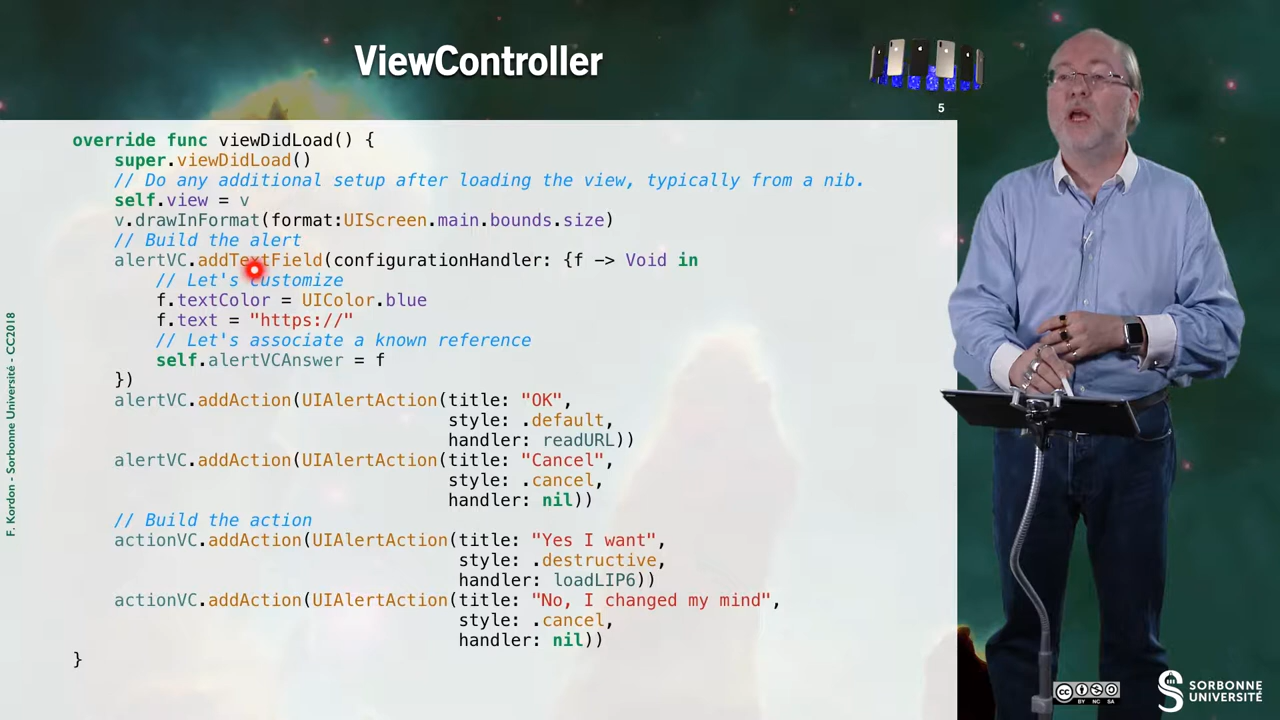 ViewController
5
override func viewDidLoad() {
    super.viewDidLoad()
    // Do any additional setup after loading the view, typically from a nib.
    self.view = v
    v.drawInFormat(format:UIScreen.main.bounds.size)
    // Build the alert
    alertVC.addTextField(configurationHandler: {f -> Void in
        // Let's customize
        f.textColor = UIColor.blue
        f.text = "https://"
        // Let's associate a known reference
        self.alertVCAnswer = f
    })
    alertVC.addAction(UIAlertAction(title: "OK",
                                    style: .default,
                                    handler: readURL))
    alertVC.addAction(UIAlertAction(title: "Cancel",
                                    style: .cancel,
                                    handler: nil))
    // Build the action
    actionVC.addAction(UIAlertAction(title: "Yes I want",
                                     style: .destructive,
                                     handler: loadLIP6))
    actionVC.addAction(UIAlertAction(title: "No, I changed my mind",
                                     style: .cancel,
                                     handler: nil))
}
F. Kordon - Sorbonne Université - CC2018
CC BY NC SA
SORBONNE
UNIVERSITÉ